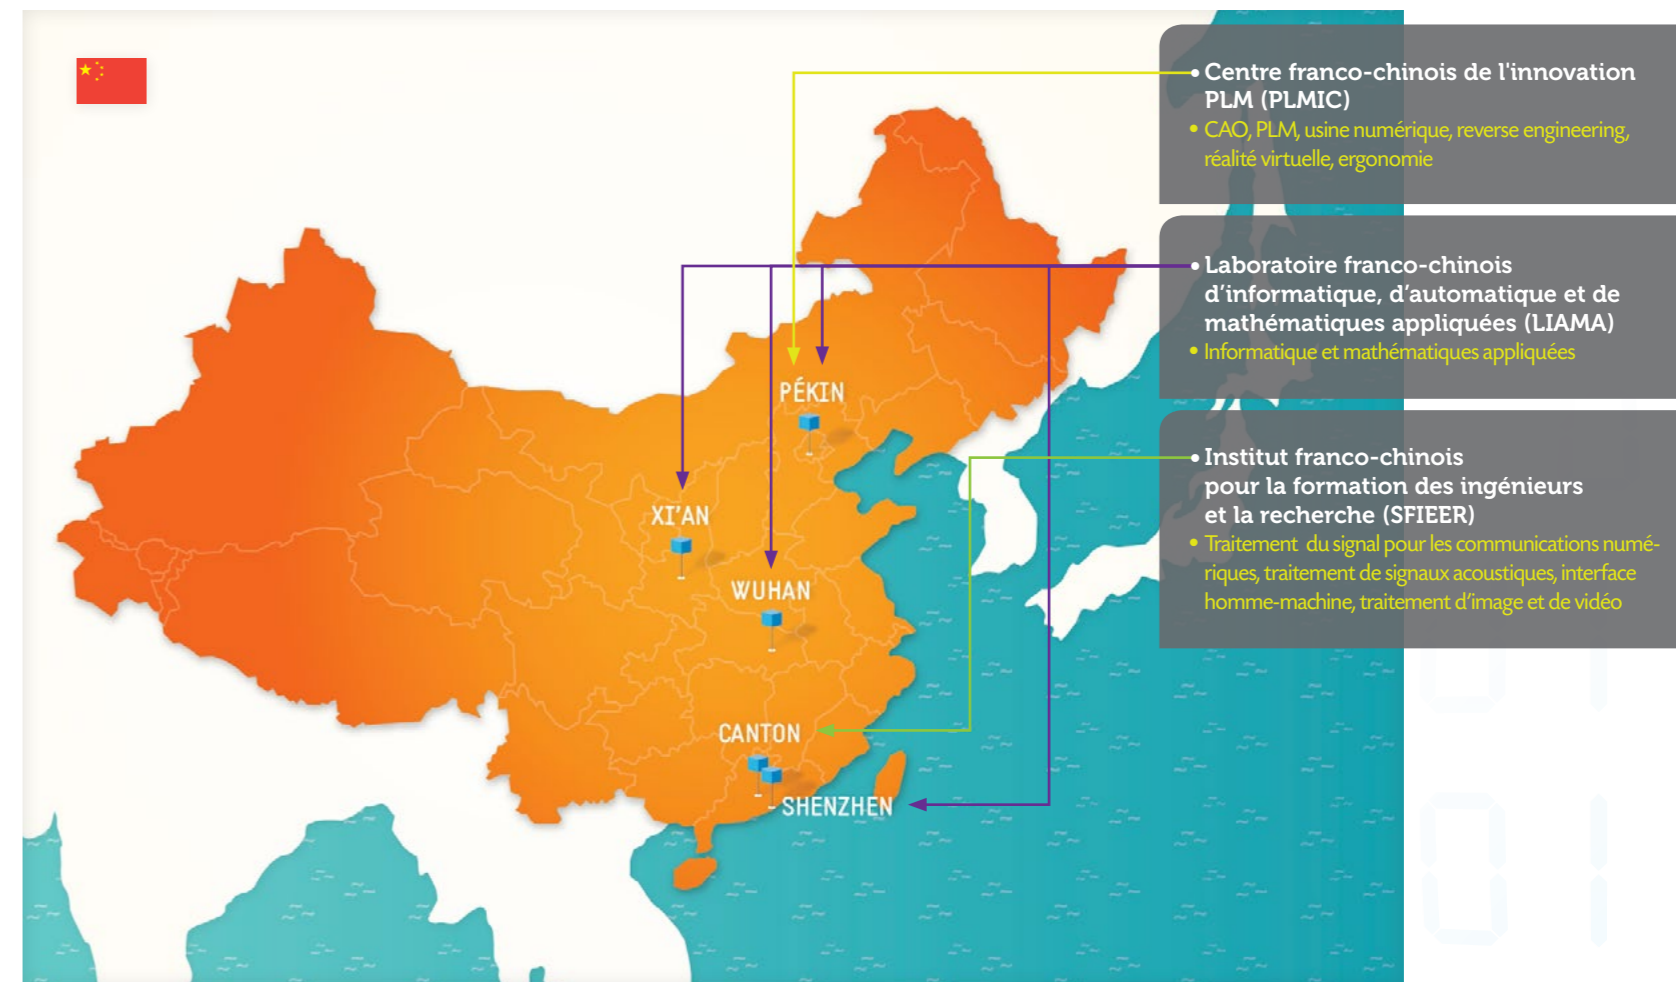 • Centre franco-chinois de l'innovation
PLM (PLMIC)
• CAO, PLM, usine numérique, reverse engineering,
réalité virtuelle, ergonomie
• Laboratoire franco-chinois
d’informatique, d’automatique et de
mathématiques appliquées (LIAMA)
• Informatique et mathématiques appliquées
• Institut franco-chinois
pour la formation des ingénieurs
et la recherche (SFIEER)
• Traitement du signal pour les communications numé-
riques, traitement de signaux acoustiques, interface
homme-machine, traitement d’image et de vidéo
PÉKIN
XI’AN
WUHAN
CANTON
SHENZHEN
01
01